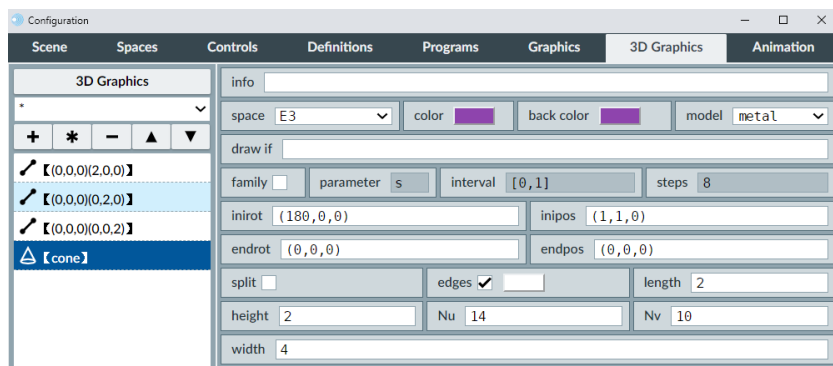 Configuration
Scene Spaces Controls Definitions Programs Graphics 3D Graphics Animation
3D Graphics
*
+ * − ▲ ▼
【(0,0,0)(2,0,0)】
【(0,0,0)(0,2,0)】
【(0,0,0)(0,0,2)】
【cone】
info
space E3 color back color model metal
draw if
family parameter s interval [0,1] steps 8
inirot (180,0,0) inipos (1,1,0)
endrot (0,0,0) endpos (0,0,0)
split edges length 2
height 2 Nu 14 Nv 10
width 4